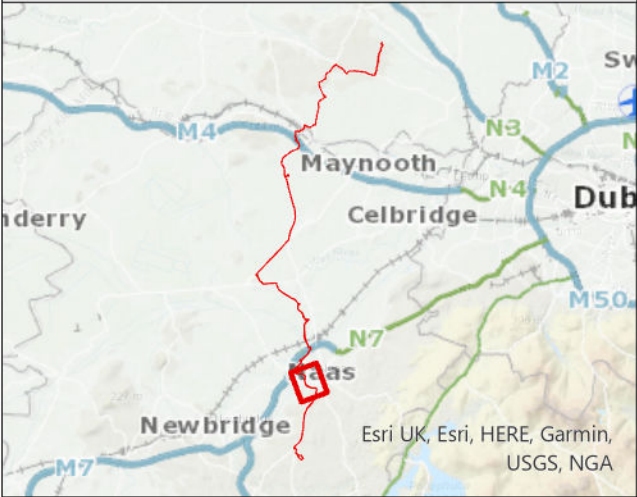 M2
Sw
N3
M4
Maynooth
N4
Dub
nderry
Celbridge
M50
N7
Naas
Newbridge
Esri UK, Esri, HERE, Garmin,
USGS, NGA
M7